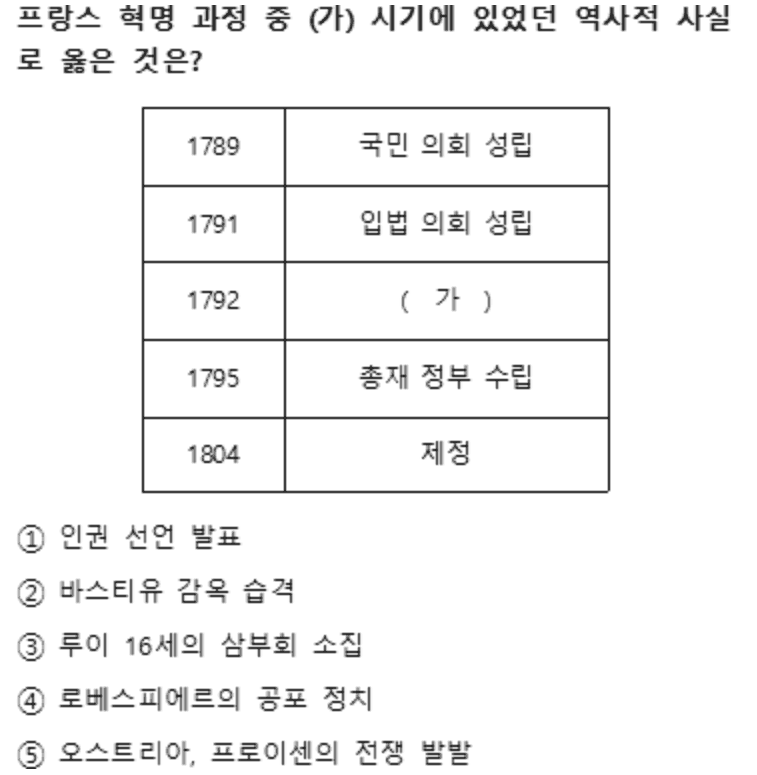 프랑스 혁명 과정 중 (가) 시기에 있었던 역사적 사실
로 옳은 것은?
1789 국민 의회 성립
1791 입법 의회 성립
1792 ( 가 )
1795 총재 정부 수립
1804 제정
① 인권 선언 발표
② 바스티유 감옥 습격
③ 루이 16세의 삼부회 소집
④ 로베스피에르의 공포 정치
⑤ 오스트리아, 프로이센의 전쟁 발발